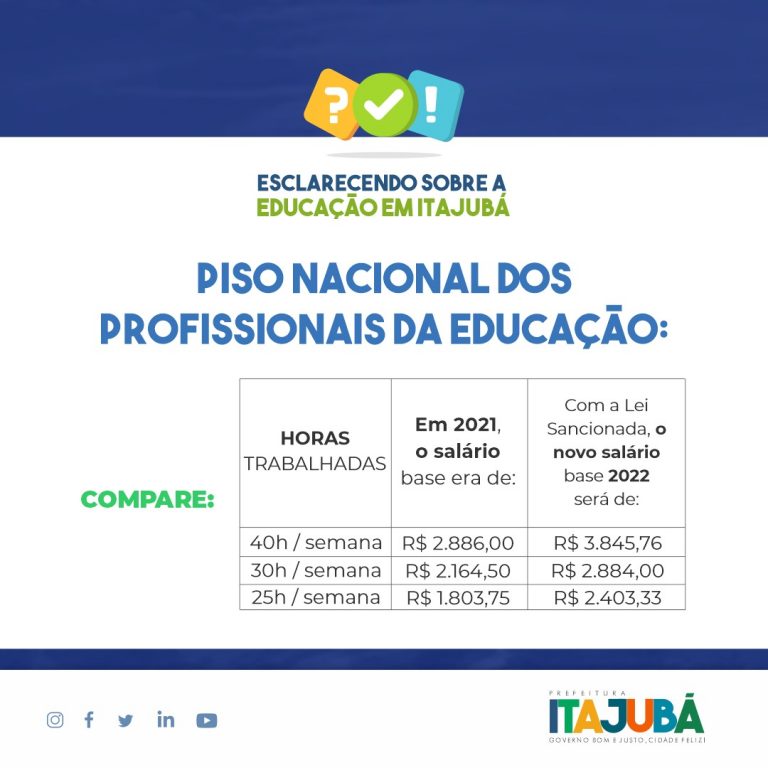 ? !
ESCLARECENDO SOBRE A
EDUCAÇÃO EM ITAJUBÁ
PISO NACIONAL DOS
PROFISSIONAIS DA EDUCAÇÃO:
COMPARE:
HORAS
TRABALHADAS
Em 2021,
o salário
base era de:
Com a Lei
Sancionada, o
novo salário
base 2022
será de:
40h / semana R$ 2.886,00 R$ 3.845,76
30h / semana R$ 2.164,50 R$ 2.884,00
25h / semana R$ 1.803,75 R$ 2.403,33
PREFEITURA
ITAJUBÁ
GOVERNO BOM E JUSTO, CIDADE FELIZ!